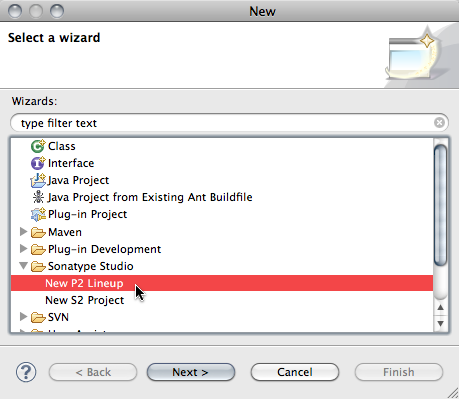 New
Select a wizard
Wizards:
type filter text
Class
Interface
Java Project
Java Project from Existing Ant Buildfile
Plug-in Project
Maven
Plug-in Development
Sonatype Studio
New P2 Lineup
New S2 Project
SVN
? < Back Next > Cancel Finish